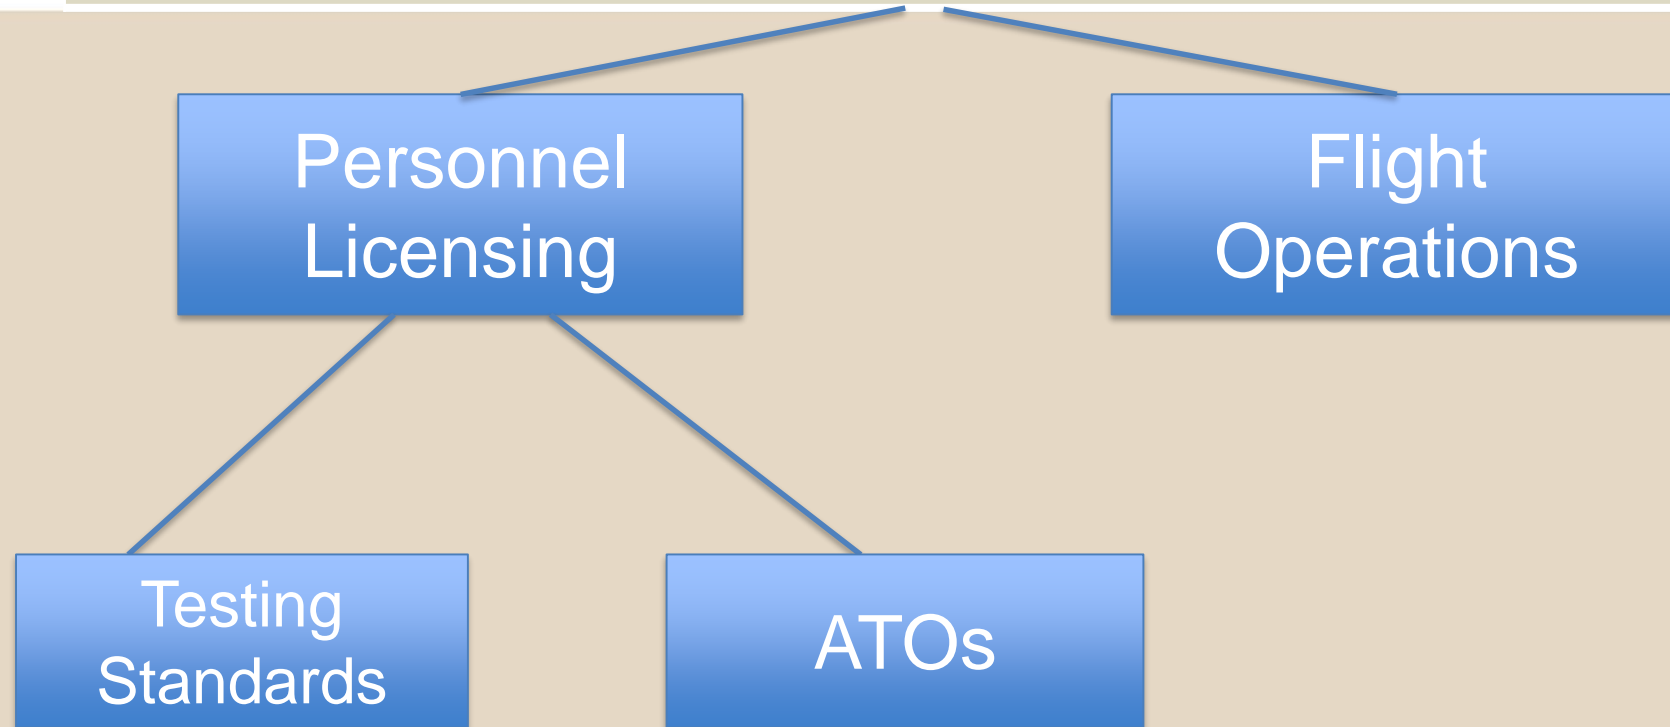 Personnel
Licensing
Flight
Operations
Testing
Standards
ATOs